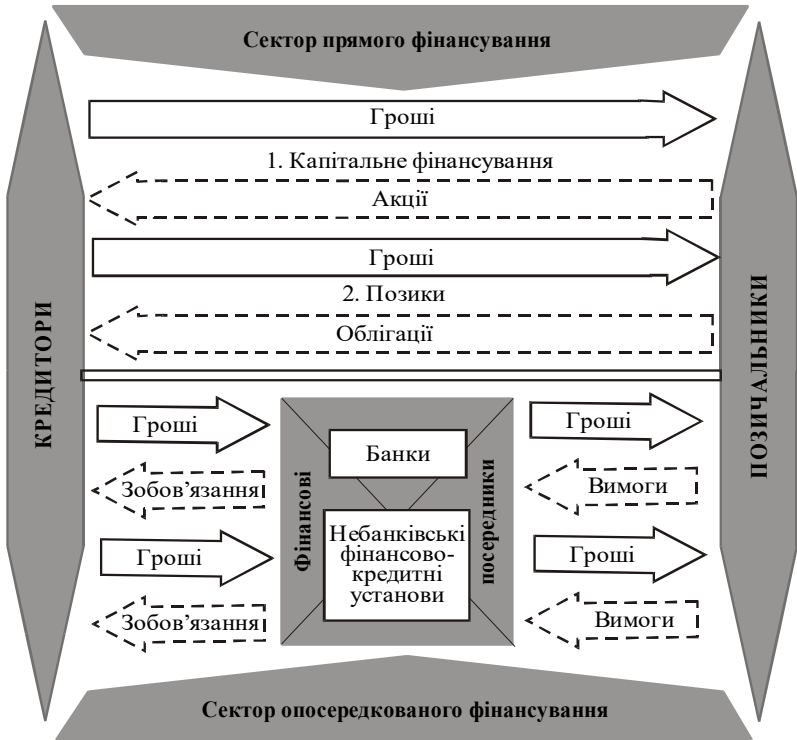 Сектор прямого фінансування
Гроші
1. Капітальне фінансування
Акції
Гроші
2. Позики
Облігації
КРЕДИТОРИ
ПОЗИЧАЛЬНИКИ
Гроші
Зобов’язання
Гроші
Зобов’язання
Фінансові
Банки
Небанківські
фінансово-
кредитні
установи
посередники
Гроші
Вимоги
Гроші
Вимоги
Сектор опосередкованого фінансування